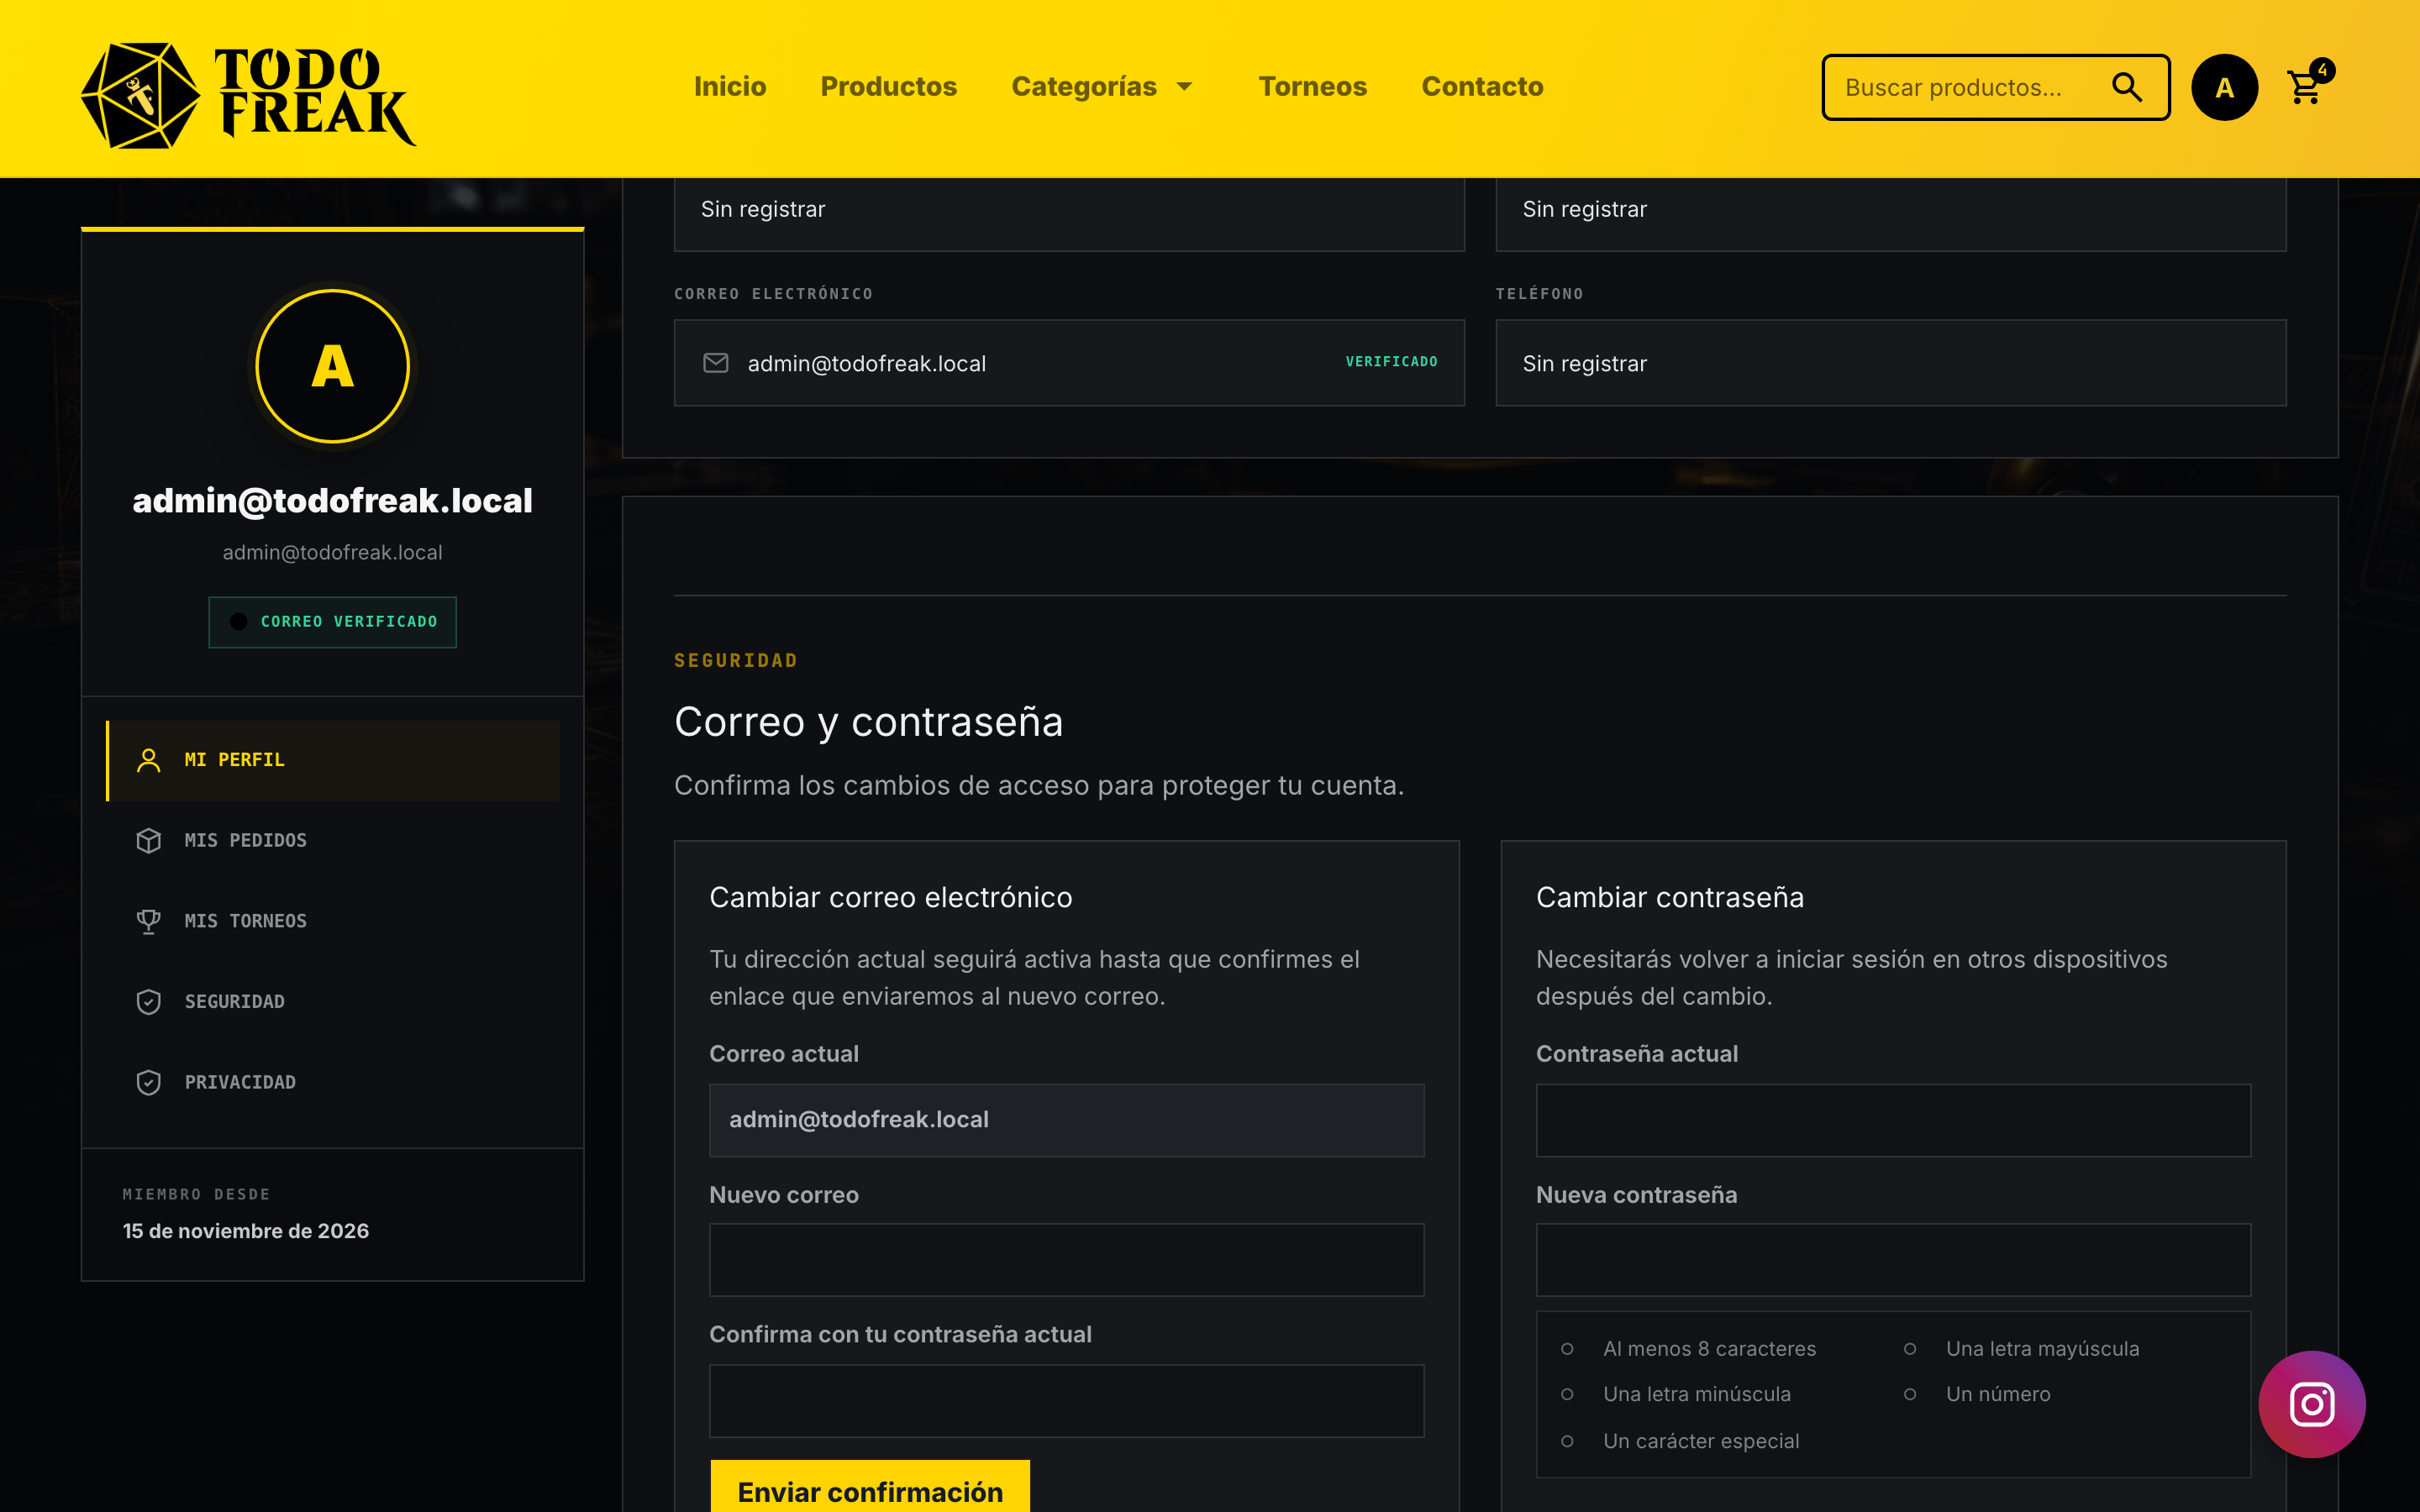 TODO
FREAK
Inicio
Productos
Categorías
Torneos
Contacto
Buscar productos...
A
4
A
admin@todofreak.local
admin@todofreak.local
CORREO VERIFICADO
MI PERFIL
MIS PEDIDOS
MIS TORNEOS
SEGURIDAD
PRIVACIDAD
MIEMBRO DESDE
15 de noviembre de 2026
Sin registrar
Sin registrar
CORREO ELECTRÓNICO
admin@todofreak.local
VERIFICADO
TELÉFONO
Sin registrar
SEGURIDAD
Correo y contraseña
Confirma los cambios de acceso para proteger tu cuenta.
Cambiar correo electrónico
Tu dirección actual seguirá activa hasta que confirmes el
enlace que enviaremos al nuevo correo.
Correo actual
admin@todofreak.local
Nuevo correo
Confirma con tu contraseña actual
Enviar confirmación
Cambiar contraseña
Necesitarás volver a iniciar sesión en otros dispositivos
después del cambio.
Contraseña actual
Nueva contraseña
Al menos 8 caracteres
Una letra mayúscula
Una letra minúscula
Un número
Un carácter especial